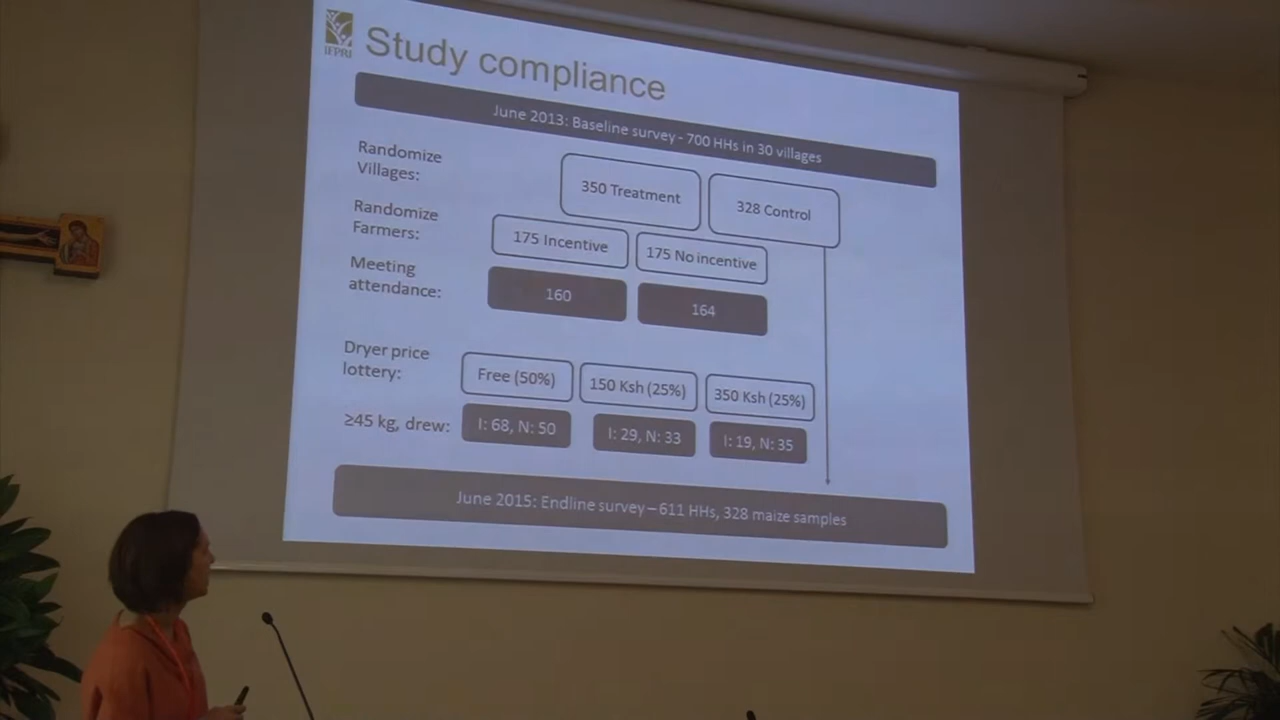 IFPRI
Study compliance
June 2013: Baseline survey - 700 HHs in 30 villages
Randomize
Villages:
350 Treatment
328 Control
Randomize
Farmers:
175 Incentive
175 No incentive
Meeting
attendance:
160
164
Dryer price
lottery:
Free (50%)
150 Ksh (25%)
350 Ksh (25%)
≥45 kg, drew:
I: 68, N: 50
I: 29, N: 33
I: 19, N: 35
June 2015: Endline survey – 611 HHs, 328 maize samples